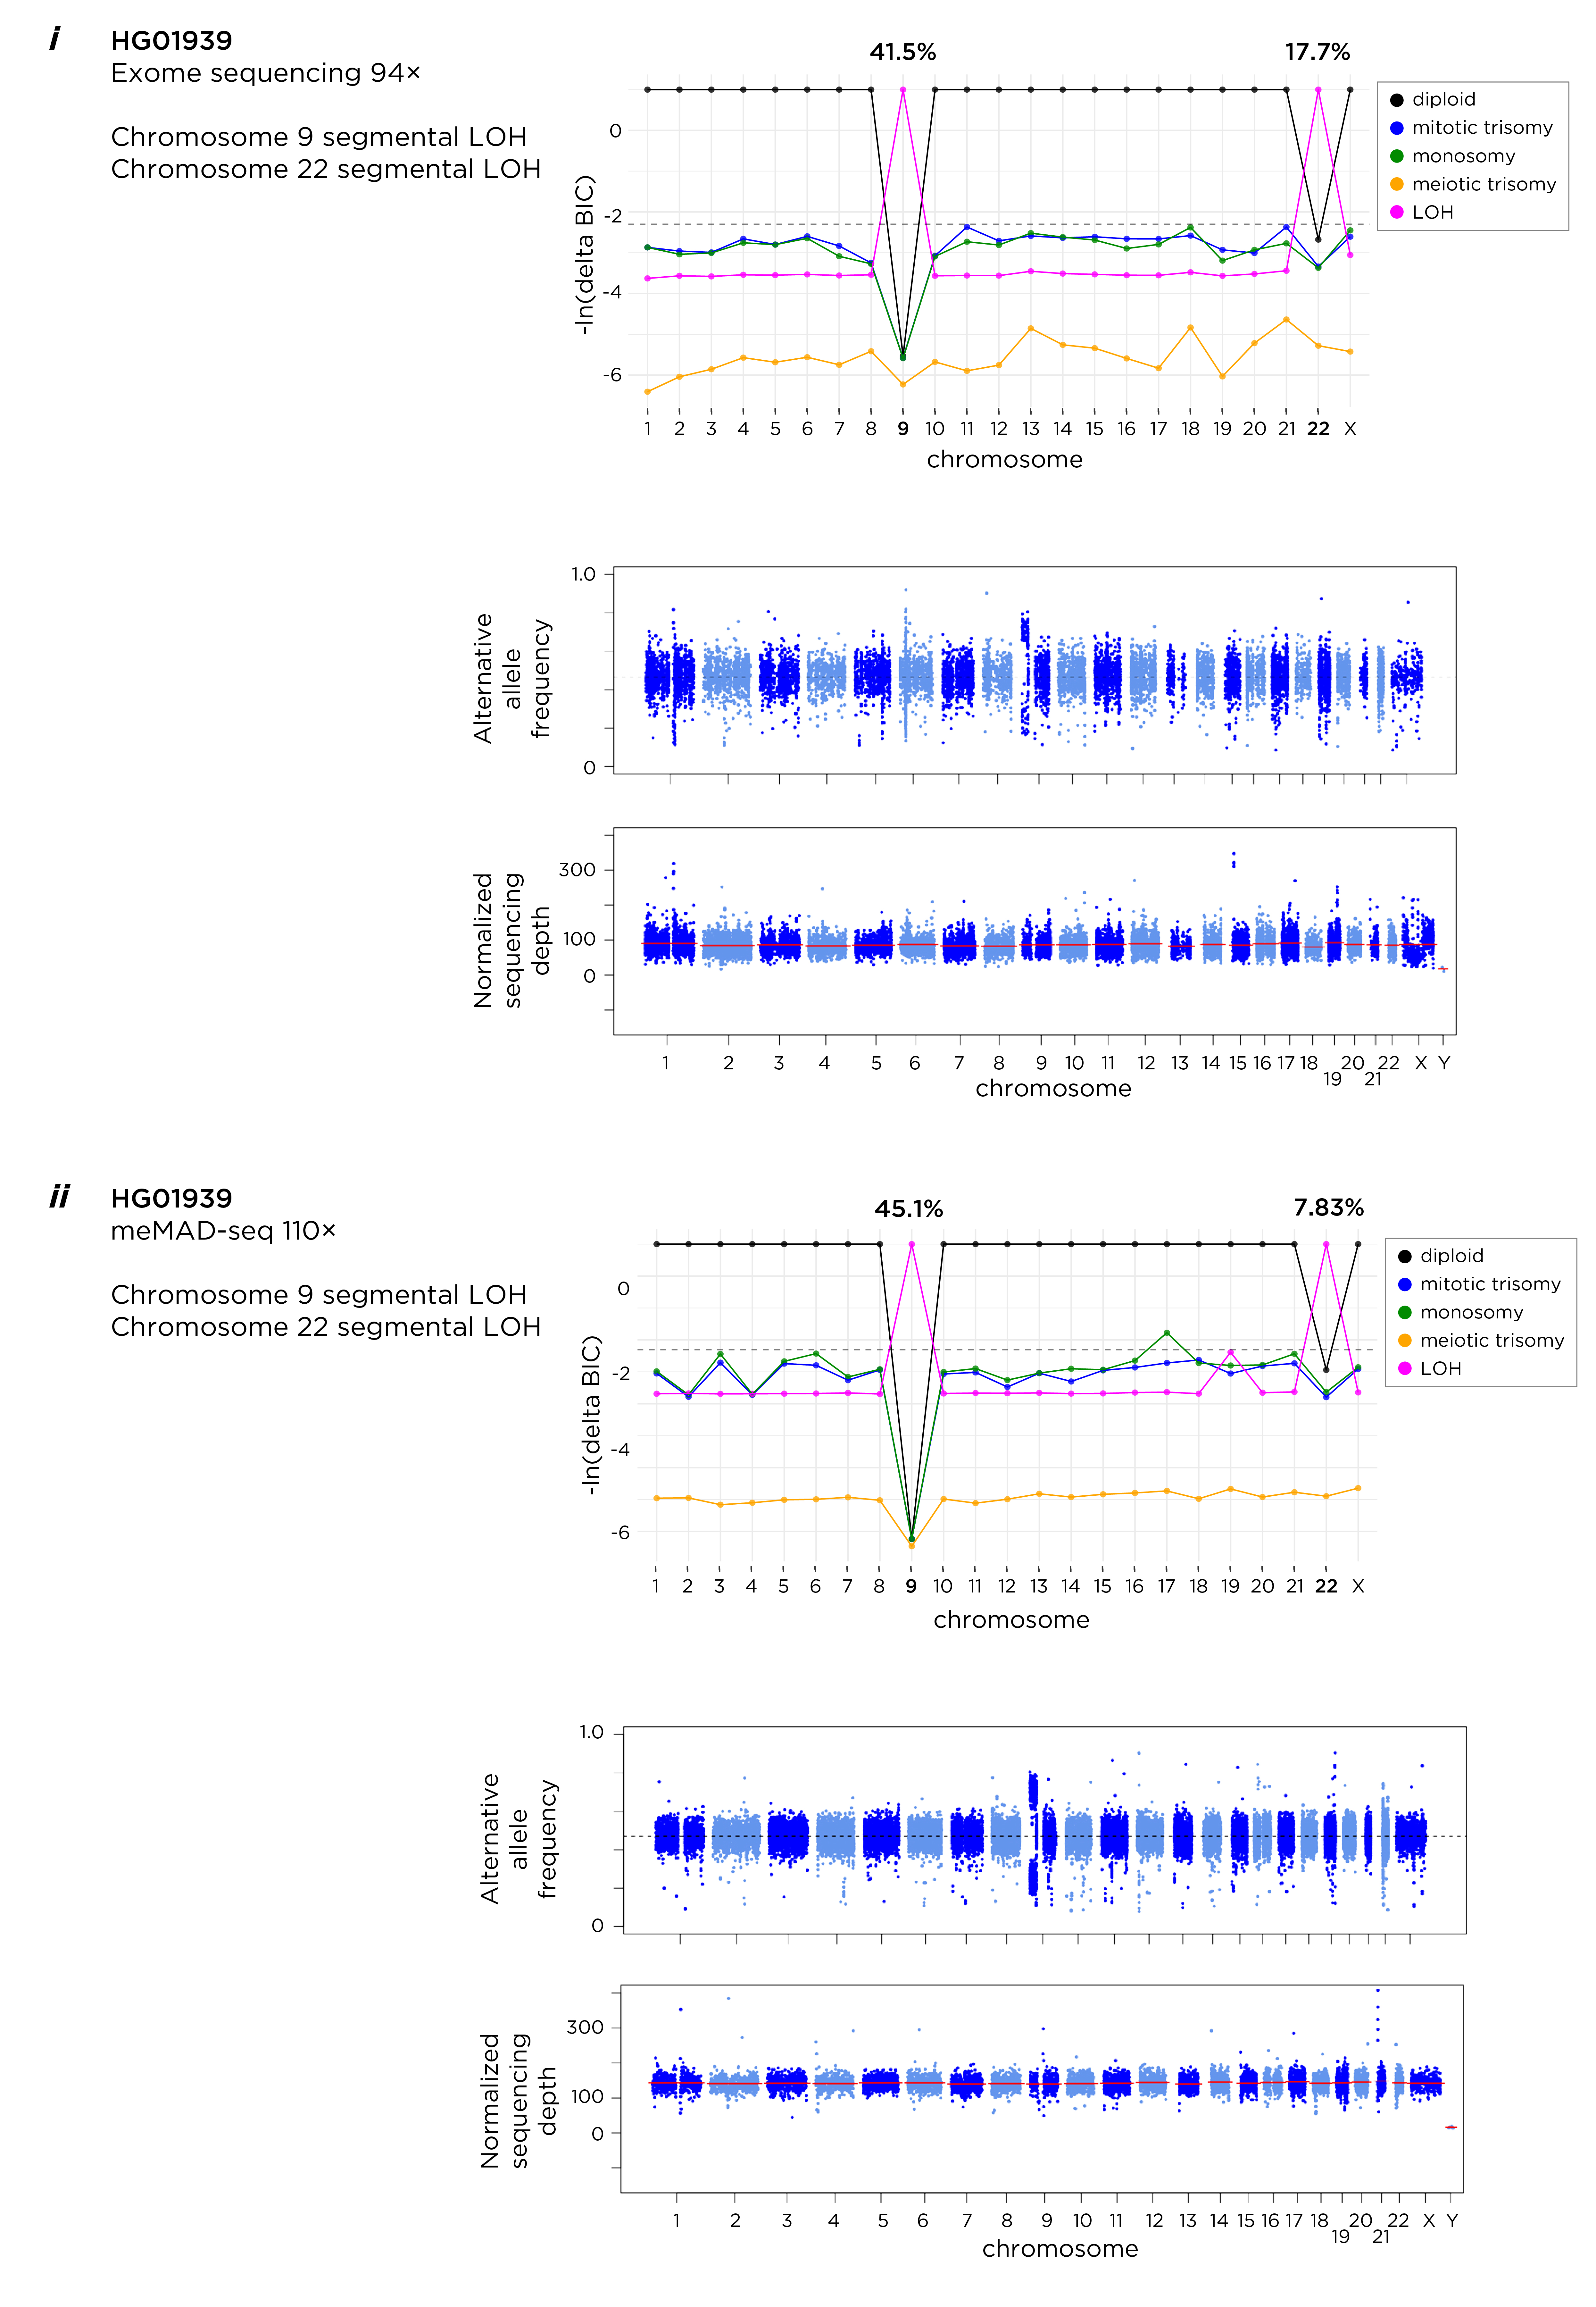 i HG01939
Exome sequencing 94×
Chromosome 9 segmental LOH
Chromosome 22 segmental LOH
41.5% 17.7%
diploid
mitotic trisomy
monosomy
meiotic trisomy
LOH
-ln(delta BIC)
0
-2
-4
-6
1 2 3 4 5 6 7 8 9 10 11 12 13 14 15 16 17 18 19 20 21 22 X
chromosome
Alternative
allele
frequency
1.0
0
Normalized
sequencing
depth
300
100
0
1 2 3 4 5 6 7 8 9 10 11 12 13 14 15 16 17 18 19 20 21 22 X Y
chromosome
ii HG01939
meMAD-seq 110×
Chromosome 9 segmental LOH
Chromosome 22 segmental LOH
45.1% 7.83%
diploid
mitotic trisomy
monosomy
meiotic trisomy
LOH
-ln(delta BIC)
0
-2
-4
-6
1 2 3 4 5 6 7 8 9 10 11 12 13 14 15 16 17 18 19 20 21 22 X
chromosome
Alternative
allele
frequency
1.0
0
Normalized
sequencing
depth
300
100
0
1 2 3 4 5 6 7 8 9 10 11 12 13 14 15 16 17 18 19 20 21 22 X Y
chromosome